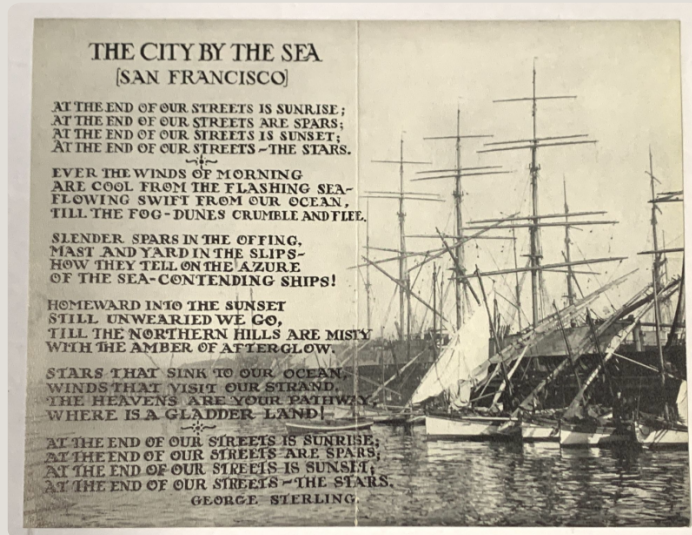 THE CITY BY THE SEA
[SAN FRANCISCO]
AT THE END OF OUR STREETS IS SUNRISE;
AT THE END OF OUR STREETS ARE SPARS;
AT THE END OF OUR STREETS IS SUNSET;
AT THE END OF OUR STREETS ~ THE STARS.
EVER THE WINDS OF MORNING
ARE COOL FROM THE FLASHING SEA~
FLOWING SWIFT FROM OUR OCEAN,
TILL THE FOG-DUNES CRUMBLE AND FLEE.
SLENDER SPARS IN THE OFFING,
MAST AND YARD IN THE SLIPS~
HOW THEY TELL ON THE AZURE
OF THE SEA-CONTENDING SHIPS!
HOMEWARD INTO THE SUNSET
STILL UNWEARIED WE GO,
TILL THE NORTHERN HILLS ARE MISTY
WITH THE AMBER OF AFTERGLOW.
STARS THAT SINK TO OUR OCEAN,
WINDS THAT VISIT OUR STRAND,
THE HEAVENS ARE YOUR PATHWAY,
WHERE IS A GLADDER LAND!
AT THE END OF OUR STREETS IS SUNRISE;
AT THE END OF OUR STREETS ARE SPARS;
AT THE END OF OUR STREETS IS SUNSET;
AT THE END OF OUR STREETS ~ THE STARS.
GEORGE STERLING.